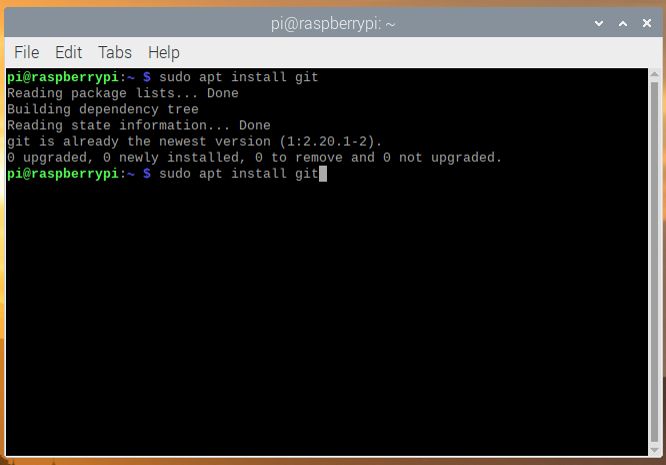 pi@raspberrypi: ~
File Edit Tabs Help
pi@raspberrypi:~ $ sudo apt install git
Reading package lists... Done
Building dependency tree
Reading state information... Done
git is already the newest version (1:2.20.1-2).
0 upgraded, 0 newly installed, 0 to remove and 0 not upgraded.
pi@raspberrypi:~ $ sudo apt install git